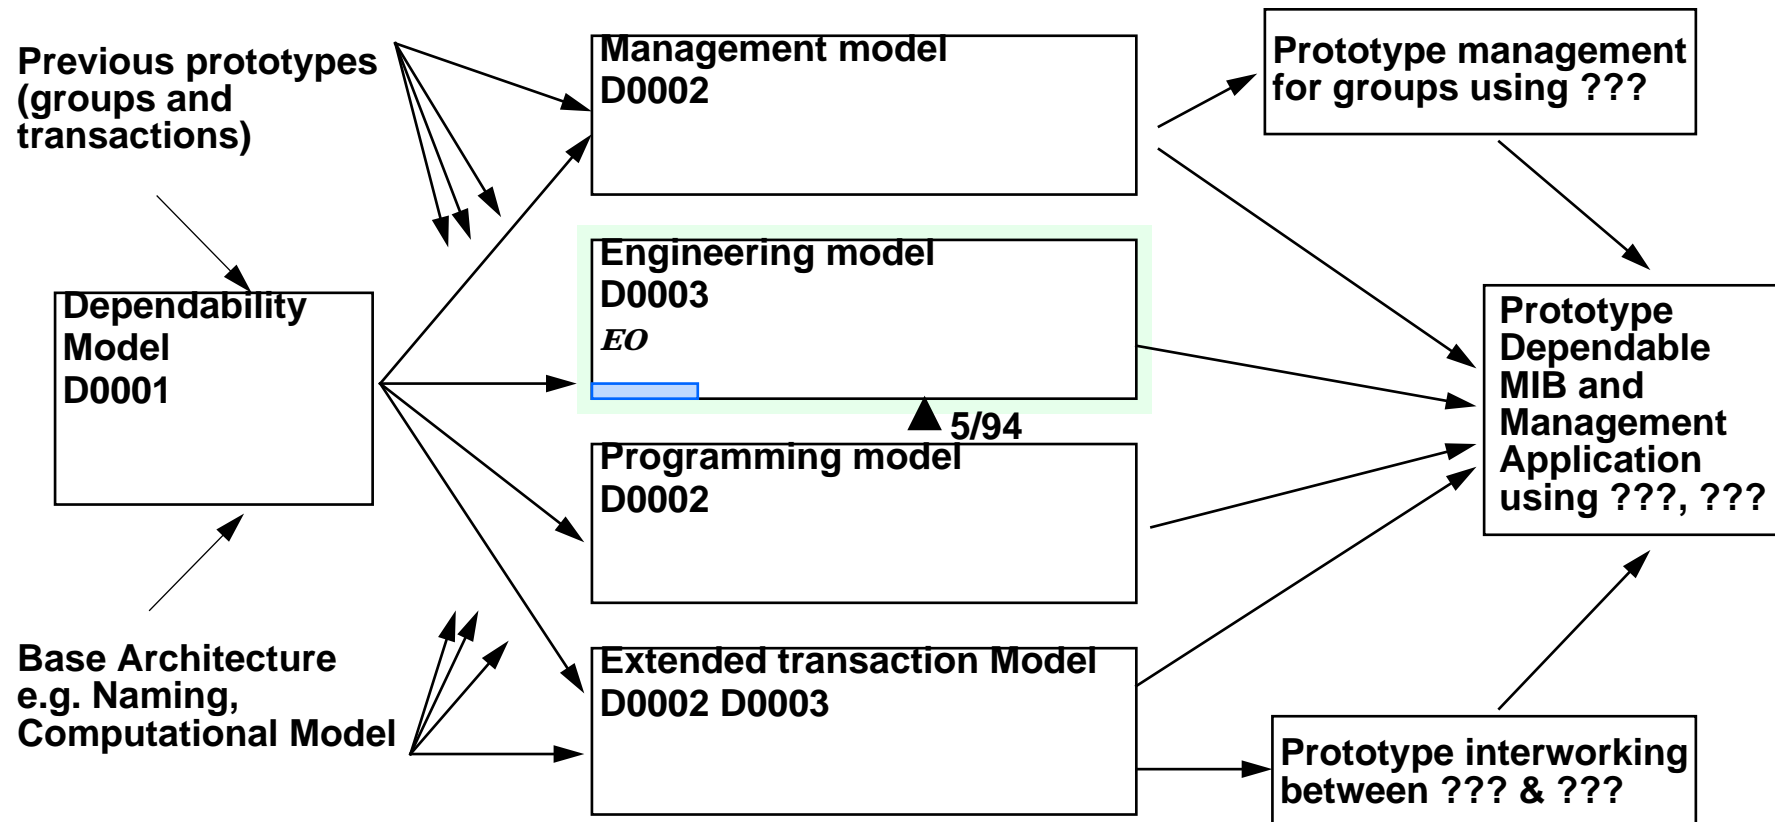 Previous prototypes
(groups and
transactions)
Dependability
Model
D0001
Base Architecture
e.g. Naming,
Computational Model
Management model
D0002
Engineering model
D0003
EO
5/94
Programming model
D0002
Extended transaction Model
D0002 D0003
Prototype management
for groups using ???
Prototype
Dependable
MIB and
Management
Application
using ???, ???
Prototype interworking
between ??? & ???